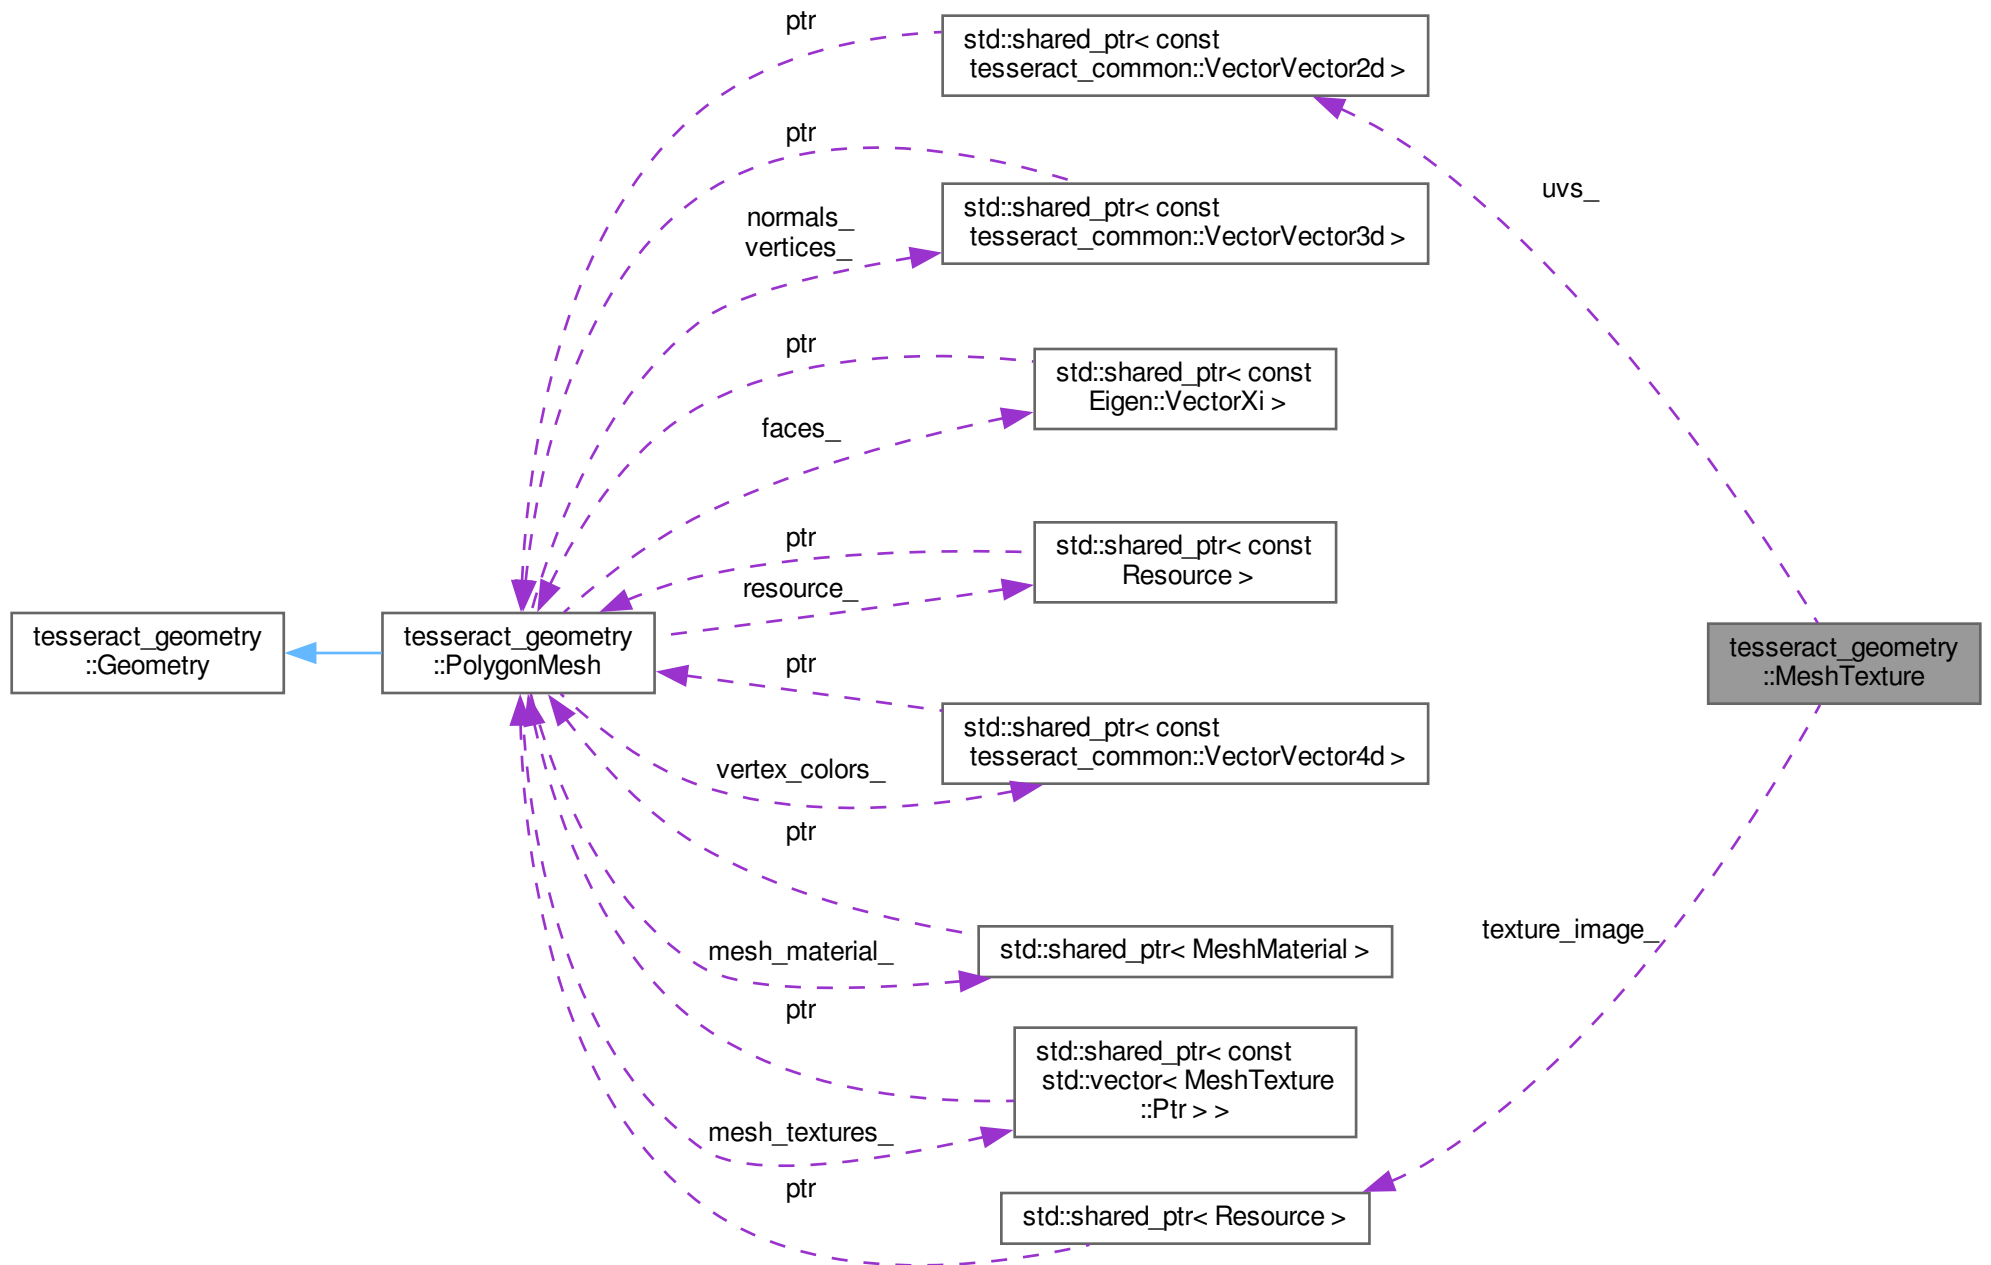 ptr
std::shared_ptr< const
tesseract_common::VectorVector2d >
uvs_
ptr
std::shared_ptr< const
tesseract_common::VectorVector3d >
normals_
vertices_
ptr
std::shared_ptr< const
Eigen::VectorXi >
faces_
ptr
std::shared_ptr< const
Resource >
resource_
tesseract_geometry
::Geometry
tesseract_geometry
::PolygonMesh
tesseract_geometry
::MeshTexture
ptr
std::shared_ptr< const
tesseract_common::VectorVector4d >
vertex_colors_
ptr
std::shared_ptr< MeshMaterial >
mesh_material_
texture_image_
ptr
std::shared_ptr< const
std::vector< MeshTexture
::Ptr > >
mesh_textures_
ptr
std::shared_ptr< Resource >